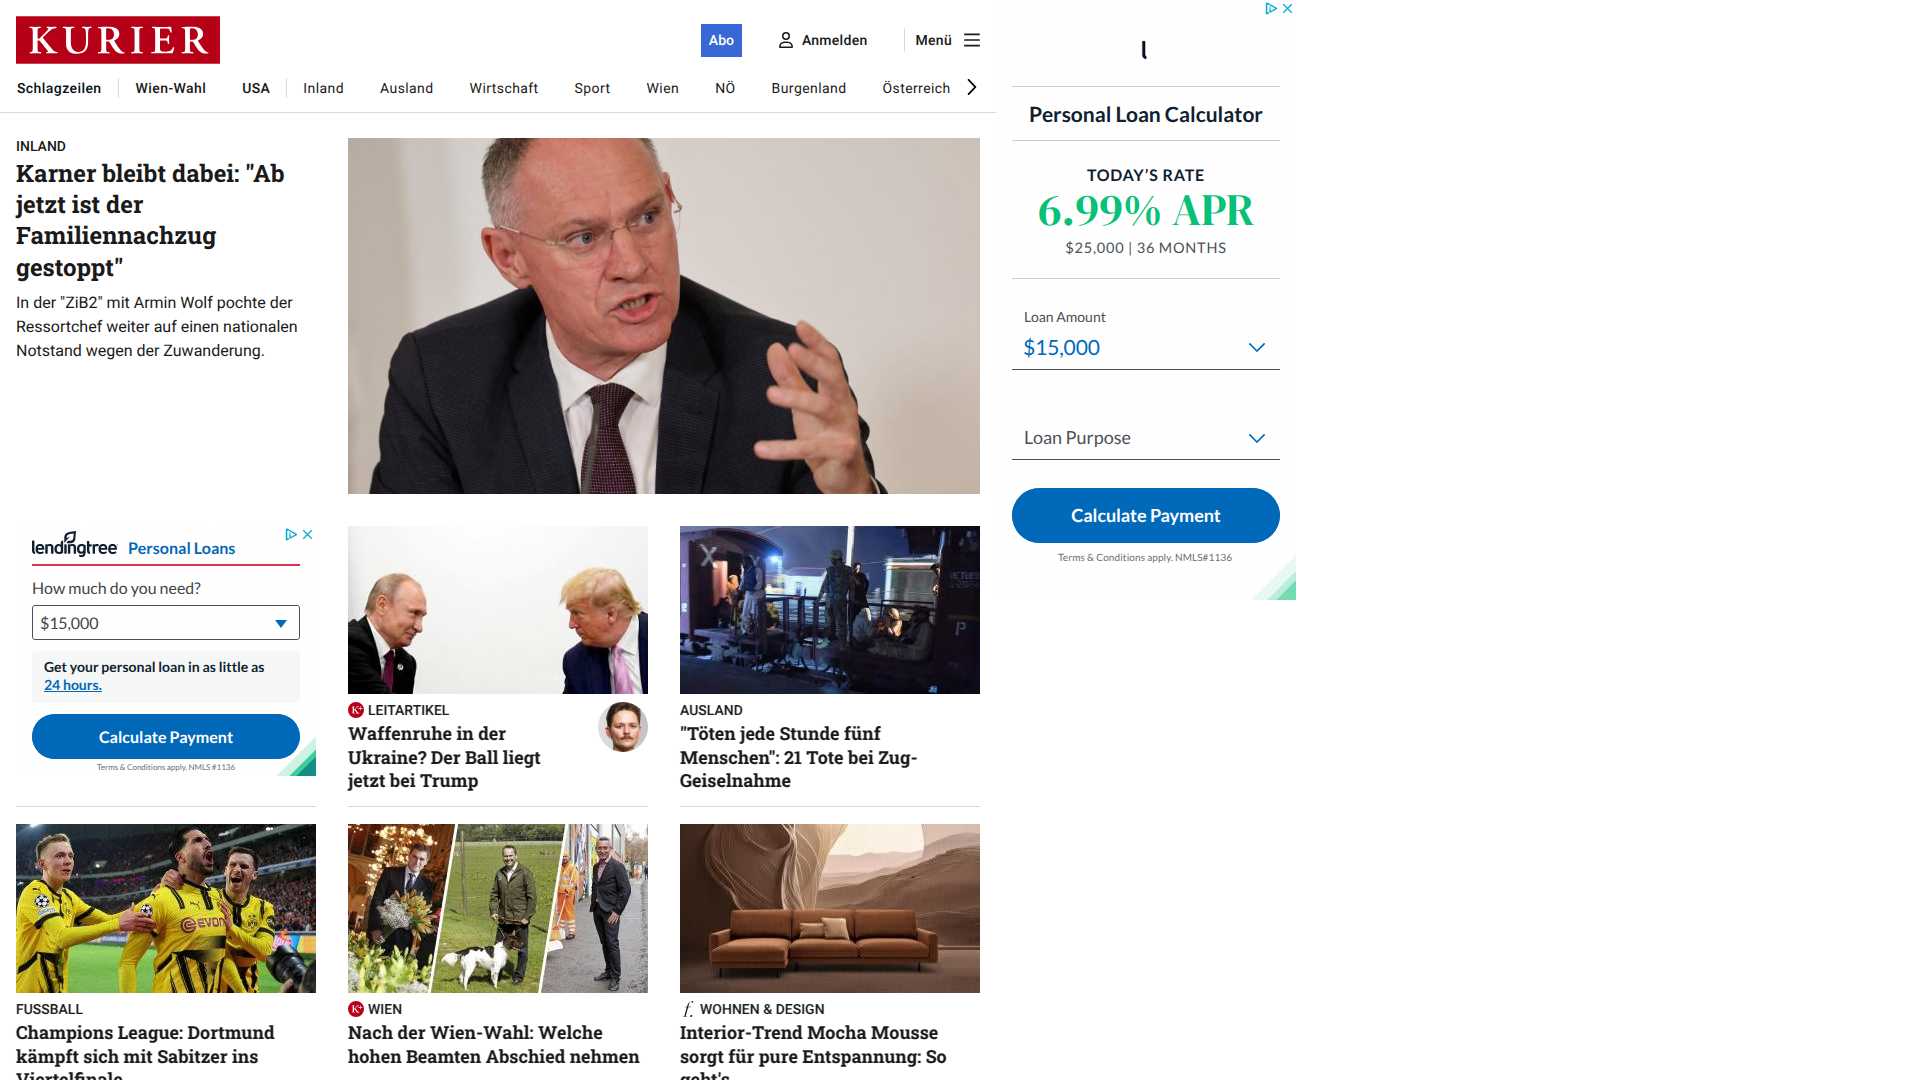 KURIER
Abo
Anmelden
Menü
Schlagzeilen
Wien-Wahl
USA
Inland
Ausland
Wirtschaft
Sport
Wien
NÖ
Burgenland
Österreich
INLAND
Karner bleibt dabei: "Ab
jetzt ist der
Familiennachzug
gestoppt"
In der "ZiB2" mit Armin Wolf pochte der
Ressortchef weiter auf einen nationalen
Notstand wegen der Zuwanderung.
Personal Loan Calculator
TODAY'S RATE
6.99% APR
$25,000 | 36 MONTHS
Loan Amount
$15,000
Loan Purpose
Calculate Payment
Terms & Conditions apply. NMLS#1136
lendingtree Personal Loans
How much do you need?
$15,000
Get your personal loan in as little as
24 hours.
Calculate Payment
Terms & Conditions apply. NMLS #1136
K+ LEITARTIKEL
Waffenruhe in der
Ukraine? Der Ball liegt
jetzt bei Trump
AUSLAND
"Töten jede Stunde fünf
Menschen": 21 Tote bei Zug-
Geiselnahme
EVON
FUSSBALL
Champions League: Dortmund
kämpft sich mit Sabitzer ins
Viertelfinale
K+ WIEN
Nach der Wien-Wahl: Welche
hohen Beamten Abschied nehmen
f. WOHNEN & DESIGN
Interior-Trend Mocha Mousse
sorgt für pure Entspannung: So
geht's